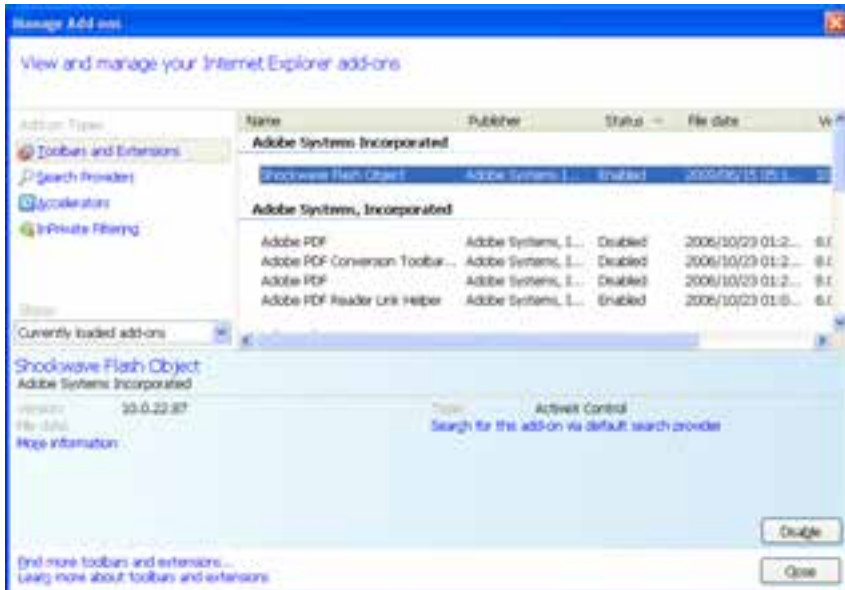 Manage Add-ons
View and manage your Internet Explorer add-ons
Add-on Types
Toolbars and Extensions
Search Providers
Accelerators
InPrivate Filtering
Show:
Currently loaded add-ons
Name Publisher Status File date
Adobe Systems Incorporated
Shockwave Flash Object Adobe Systems I... Enabled
Adobe Systems, Incorporated
Adobe PDF Adobe Systems, I... Disabled 2006/10/23 01:2...
Adobe PDF Conversion Toolbar... Adobe Systems, I... Disabled 2006/10/23 01:2...
Adobe PDF Adobe Systems, I... Disabled 2006/10/23 01:2...
Adobe PDF Reader Link Helper Adobe Systems, I... Enabled 2006/10/23 01:0...
Shockwave Flash Object
Adobe Systems Incorporated
Version: 10.0.22.87 Type: ActiveX Control
File date: Search for this add-on via default search provider
More information
Disable
Find more toolbars and extensions...
Learn more about toolbars and extensions
Close